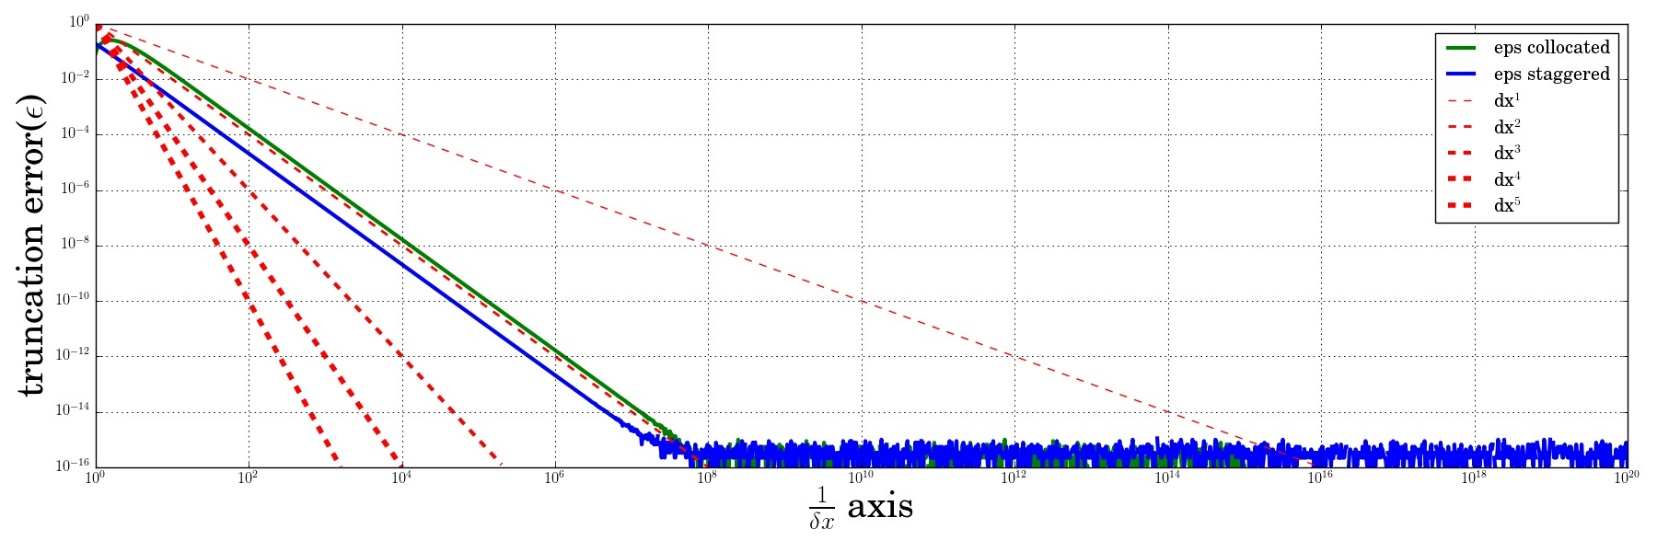 truncation error(ϵ)
10⁰
10⁻²
10⁻⁴
10⁻⁶
10⁻⁸
10⁻¹⁰
10⁻¹²
10⁻¹⁴
10⁻¹⁶
eps collocated
eps staggered
dx¹
dx²
dx³
dx⁴
dx⁵
10⁰ 10² 10⁴ 10⁶ 10⁸ 10¹⁰ 10¹² 10¹⁴ 10¹⁶ 10¹⁸ 10²⁰
1/δx axis